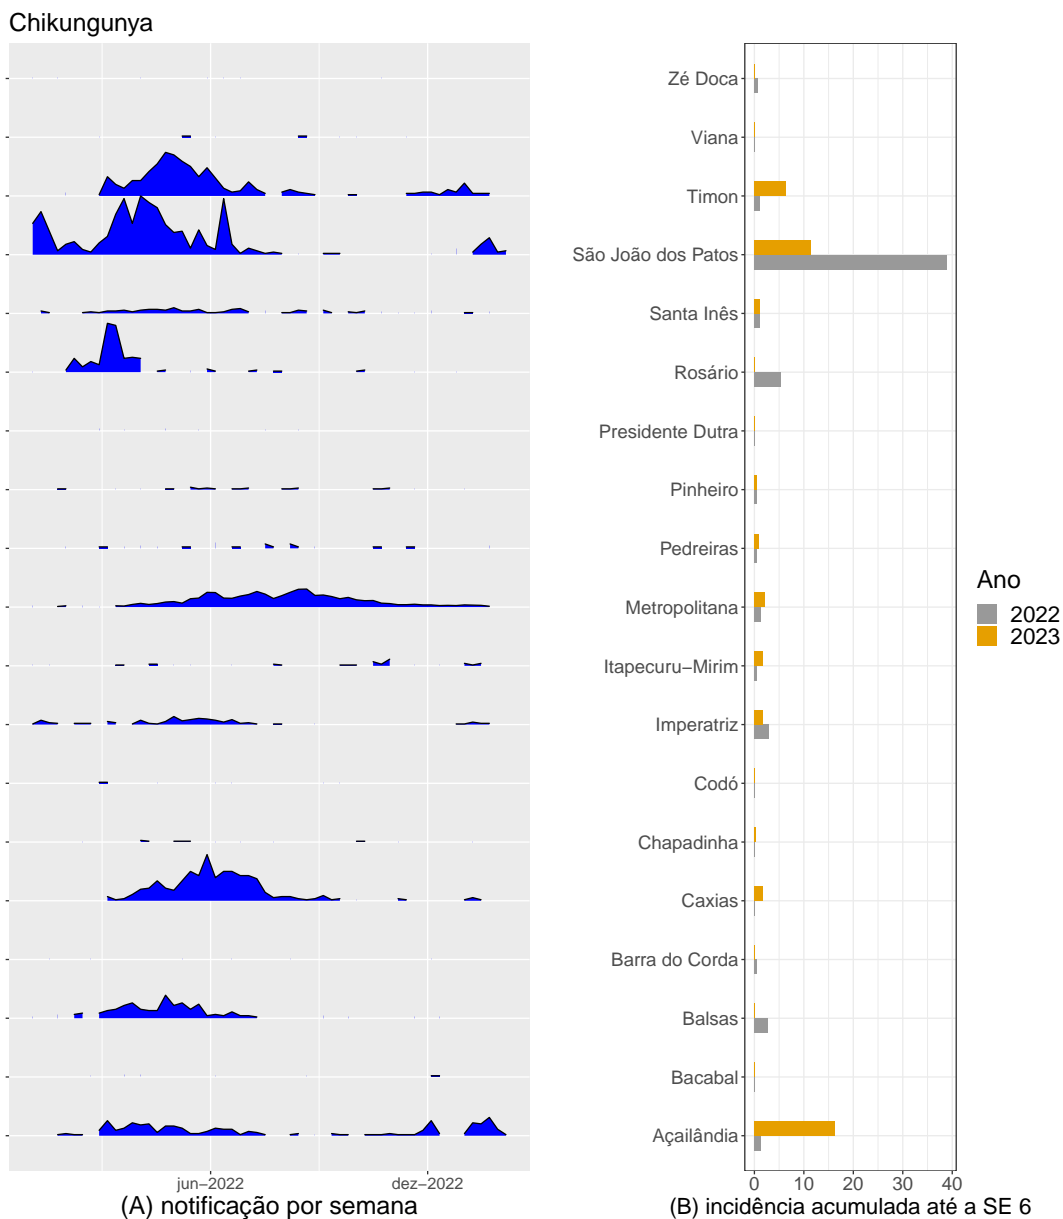 Chikungunya
Zé Doca
Viana
Timon
São João dos Patos
Santa Inês
Rosário
Presidente Dutra
Pinheiro
Pedreiras
Metropolitana
Itapecuru−Mirim
Imperatriz
Codó
Chapadinha
Caxias
Barra do Corda
Balsas
Bacabal
Açailândia
jun−2022 dez−2022
(A) notificação por semana
0 10 20 30 40
(B) incidência acumulada até a SE 6
Ano
2022
2023